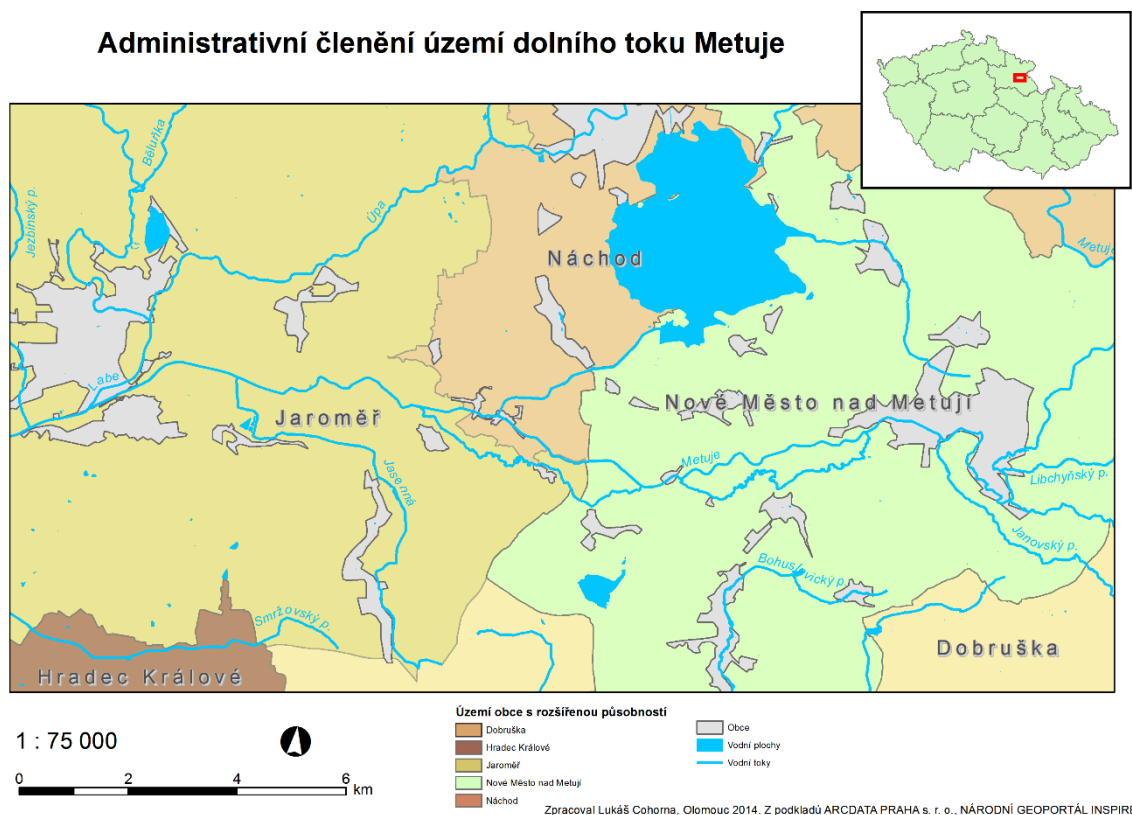 Administrativní členění území dolního toku Metuje
Běluňka
Jezbinský p.
Úpa
Náchod
Metuje
Labe
Jaroměř
Nové Město nad Metují
Metuje
Jasenná
Libchyňský p.
Janovský p.
Bohuslavický p.
Smržovský p.
Dobruška
Hradec Králové
1 : 75 000
0 2 4 6
km
Území obce s rozšířenou působností
Dobruška
Hradec Králové
Jaroměř
Nové Město nad Metují
Náchod
Obce
Vodní plochy
Vodní toky
Zpracoval Lukáš Cohorna, Olomouc 2014. Z podkladů ARCDATA PRAHA s. r. o., NÁRODNÍ GEOPORTÁL INSPIRE